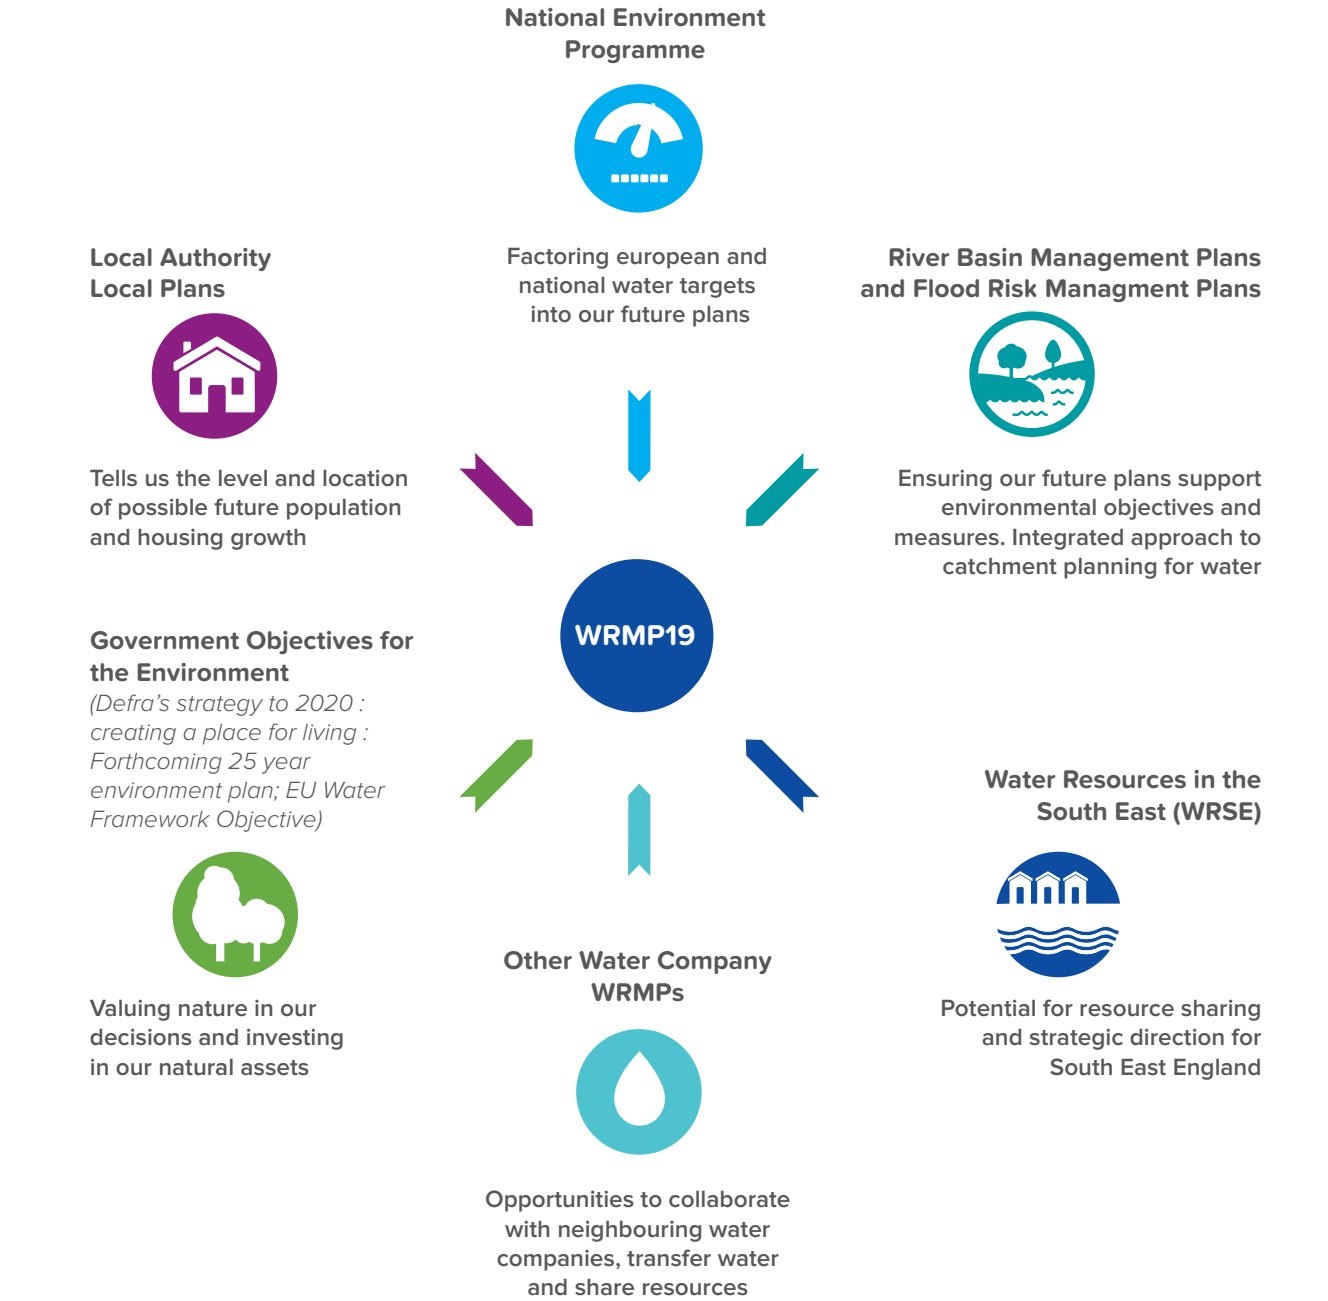 National Environment
Programme
Factoring european and
national water targets
into our future plans
Local Authority
Local Plans
Tells us the level and location
of possible future population
and housing growth
River Basin Management Plans
and Flood Risk Managment Plans
Ensuring our future plans support
environmental objectives and
measures. Integrated approach to
catchment planning for water
WRMP19
Government Objectives for
the Environment
(Defra’s strategy to 2020 :
creating a place for living :
Forthcoming 25 year
environment plan; EU Water
Framework Objective)
Valuing nature in our
decisions and investing
in our natural assets
Water Resources in the
South East (WRSE)
Potential for resource sharing
and strategic direction for
South East England
Other Water Company
WRMPs
Opportunities to collaborate
with neighbouring water
companies, transfer water
and share resources